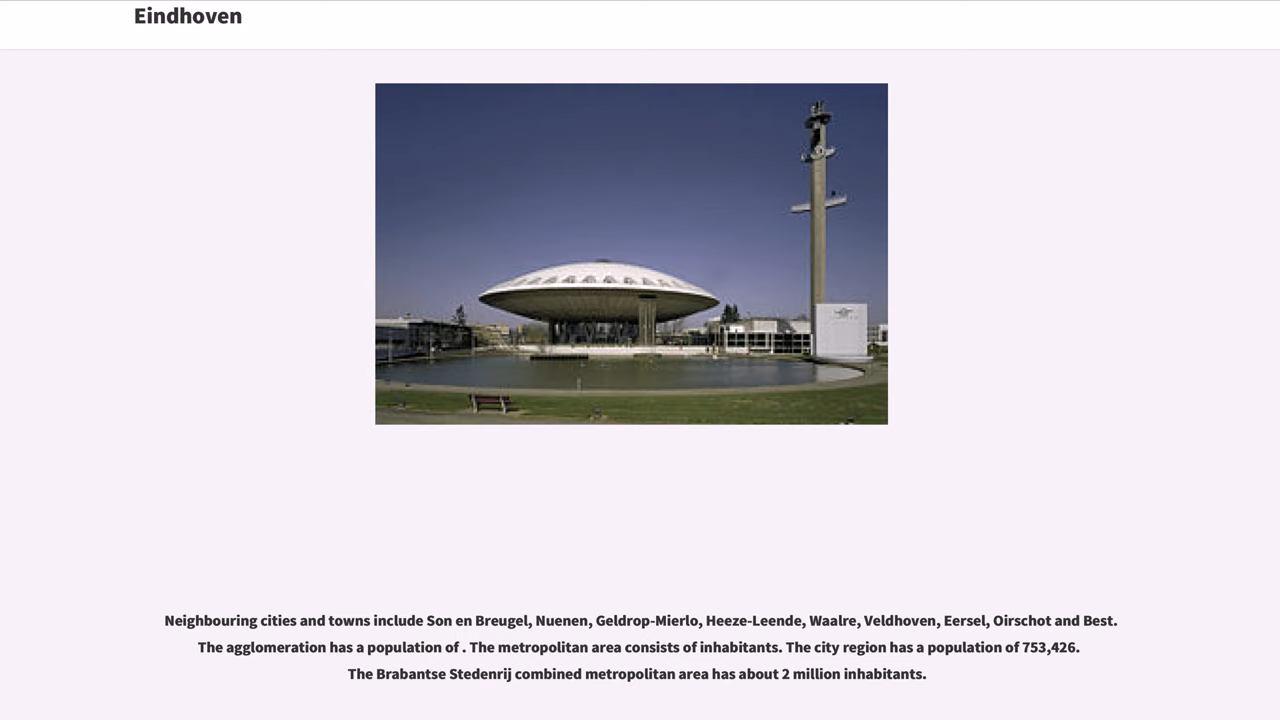 Eindhoven
Neighbouring cities and towns include Son en Breugel, Nuenen, Geldrop-Mierlo, Heeze-Leende, Waalre, Veldhoven, Eersel, Oirschot and Best.
The agglomeration has a population of . The metropolitan area consists of inhabitants. The city region has a population of 753,426.
The Brabantse Stedenrij combined metropolitan area has about 2 million inhabitants.